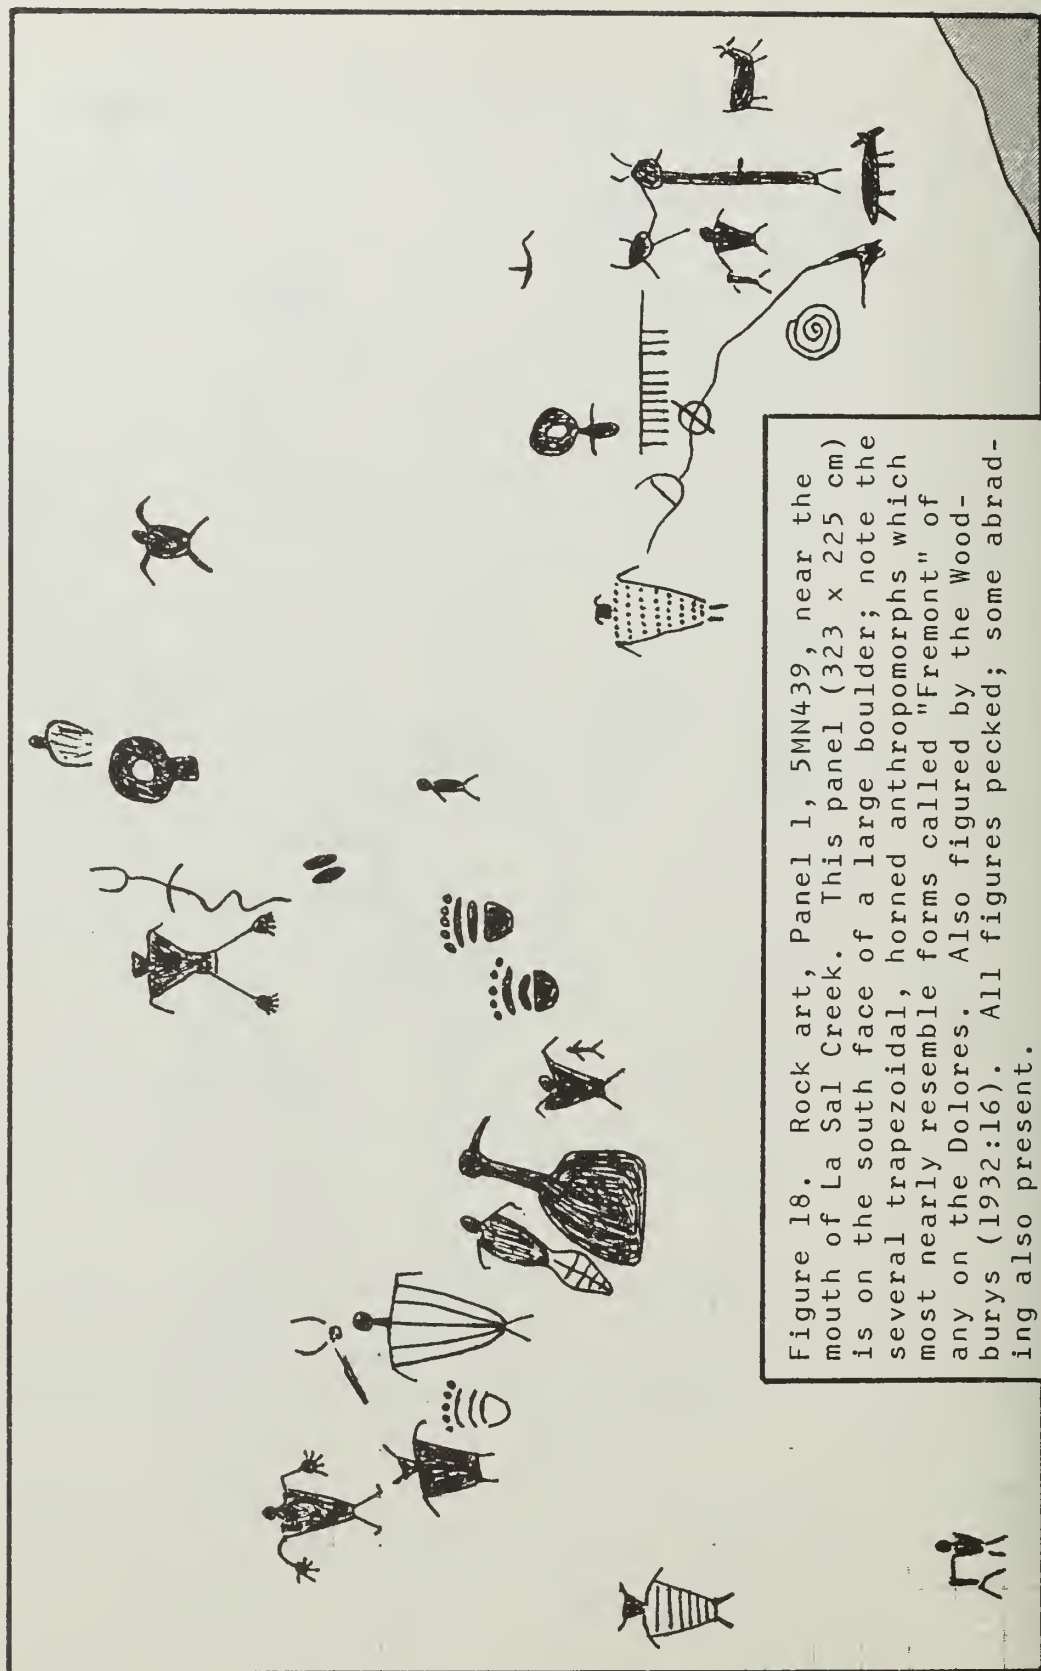 Figure 18.  Rock art, Panel 1, 5MN439, near the
mouth of La Sal Creek.  This panel (323 x 225 cm)
is on the south face of a large boulder; note the
several trapezoidal, horned anthropomorphs which
most nearly resemble forms called "Fremont" of
any on the Dolores.  Also figured by the Wood-
burys (1932:16).  All figures pecked; some abrad-
ing also present.